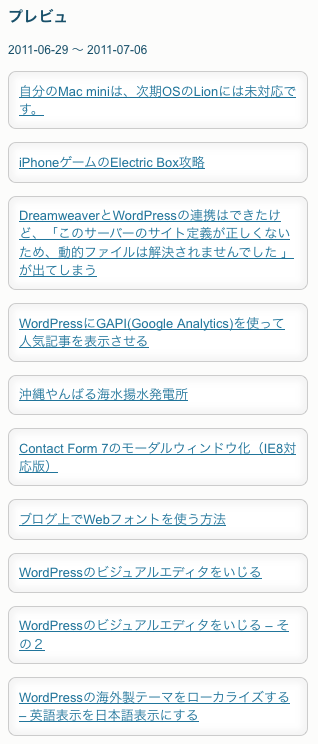 プレビュ
2011-06-29 〜 2011-07-06
自分のMac miniは、次期OSのLionには未対応で
す。
iPhoneゲームのElectric Box攻略
DreamweaverとWordPressの連携はできたけ
ど、「このサーバーのサイト定義が正しくない
ため、動的ファイルは解決されませんでした 」
が出てしまう
WordPressにGAPI(Google Analytics)を使って
人気記事を表示させる
沖縄やんばる海水揚水発電所
Contact Form 7のモーダルウィンドウ化（IE8対
応版）
ブログ上でWebフォントを使う方法
WordPressのビジュアルエディタをいじる
WordPressのビジュアルエディタをいじる – そ
の２
WordPressの海外製テーマをローカライズする
– 英語表示を日本語表示にする